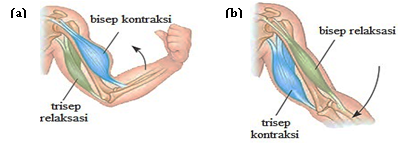 (a)
bisep kontraksi
trisep
relaksasi
(b)
bisep relaksasi
trisep
kontraksi